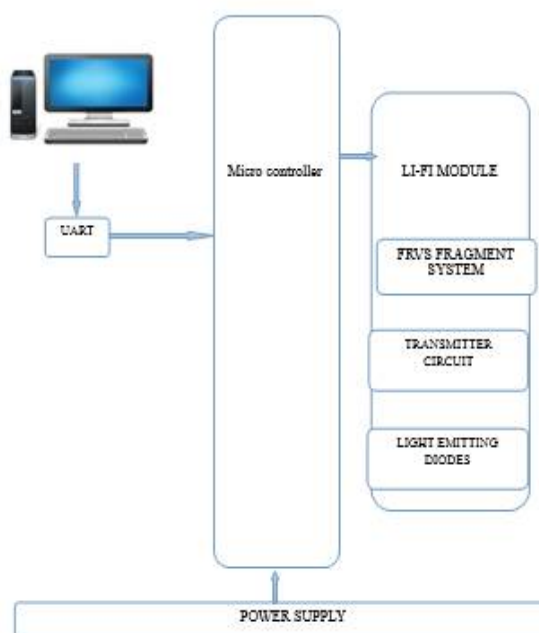 Micro controller
LI-FI MODULE
UART
FRVS FRAGMENT
SYSTEM
TRANSMITTER
CIRCUIT
LIGHT EMITTING
DIODES
POWER SUPPLY